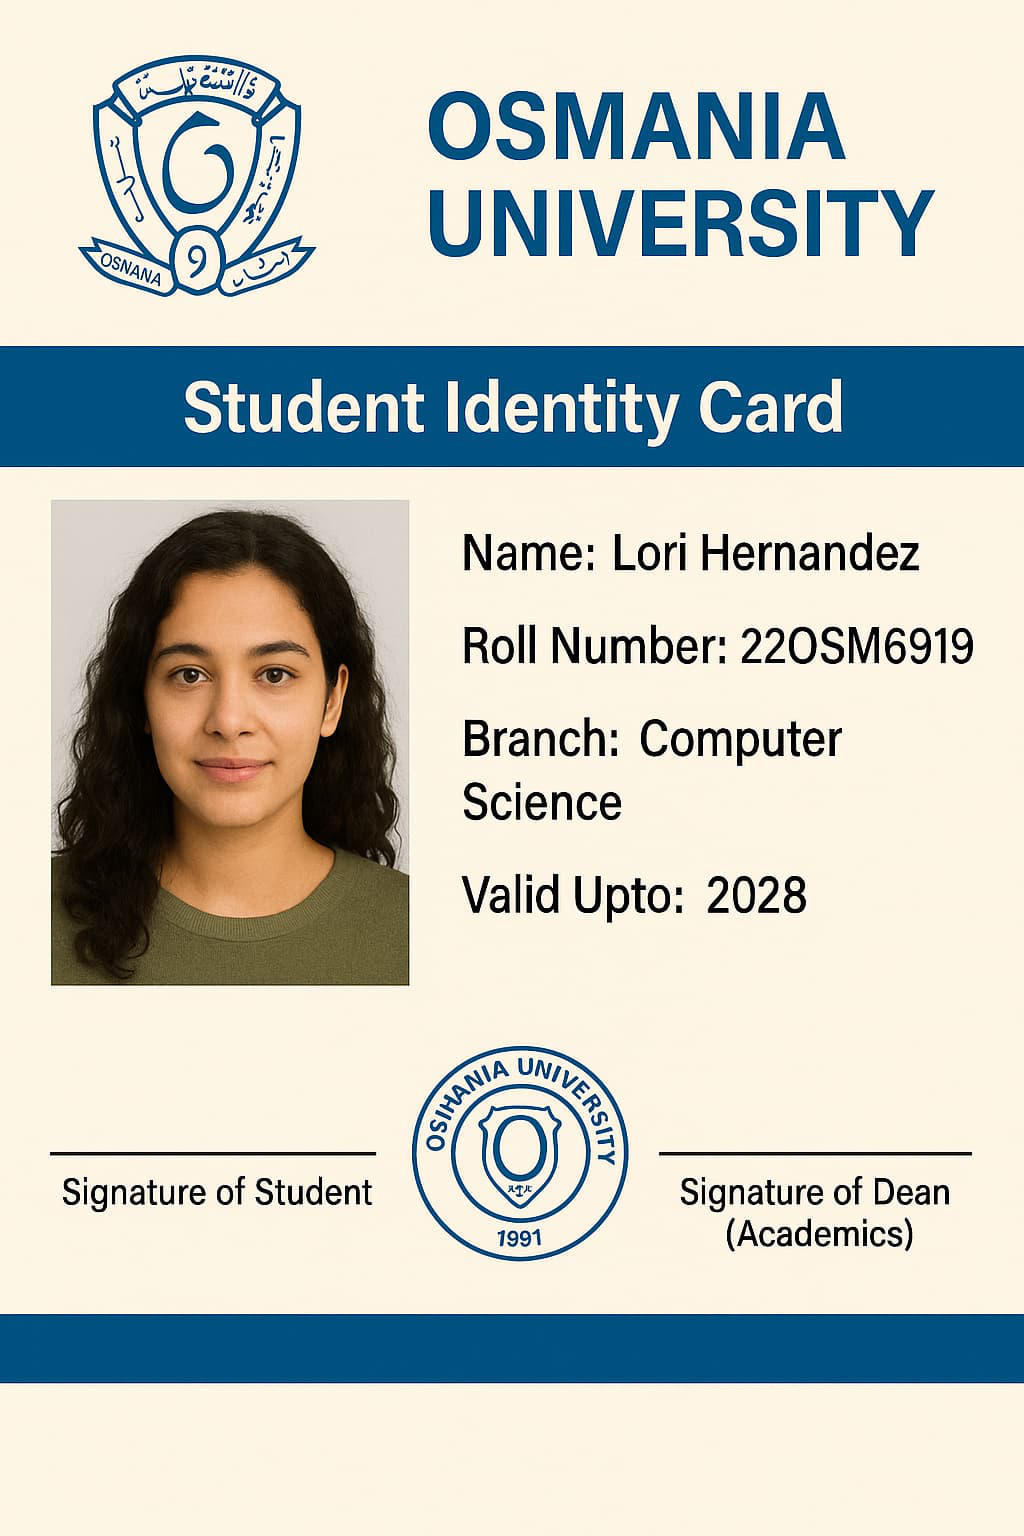 OSMANIA
UNIVERSITY
OSNANA
9
Student Identity Card
Name: Lori Hernandez
Roll Number: 22OSM6919
Branch: Computer
Science
Valid Upto: 2028
OSIHANIA UNIVERSITY
1991
Signature of Student
Signature of Dean
(Academics)